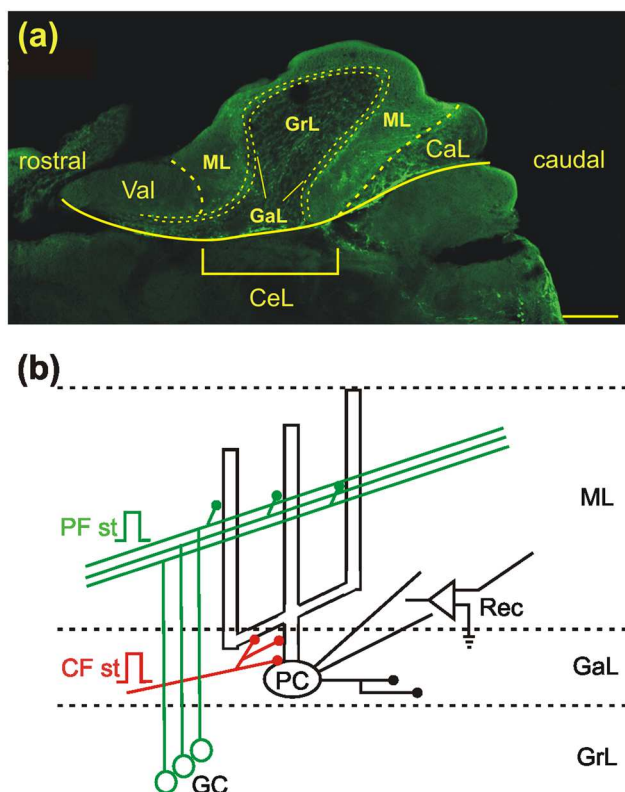 (a)
GrL
ML
ML
rostral
CaL
caudal
Val
GaL
CeL
(b)
ML
PF st
Rec
CF st
PC
GaL
GC
GrL